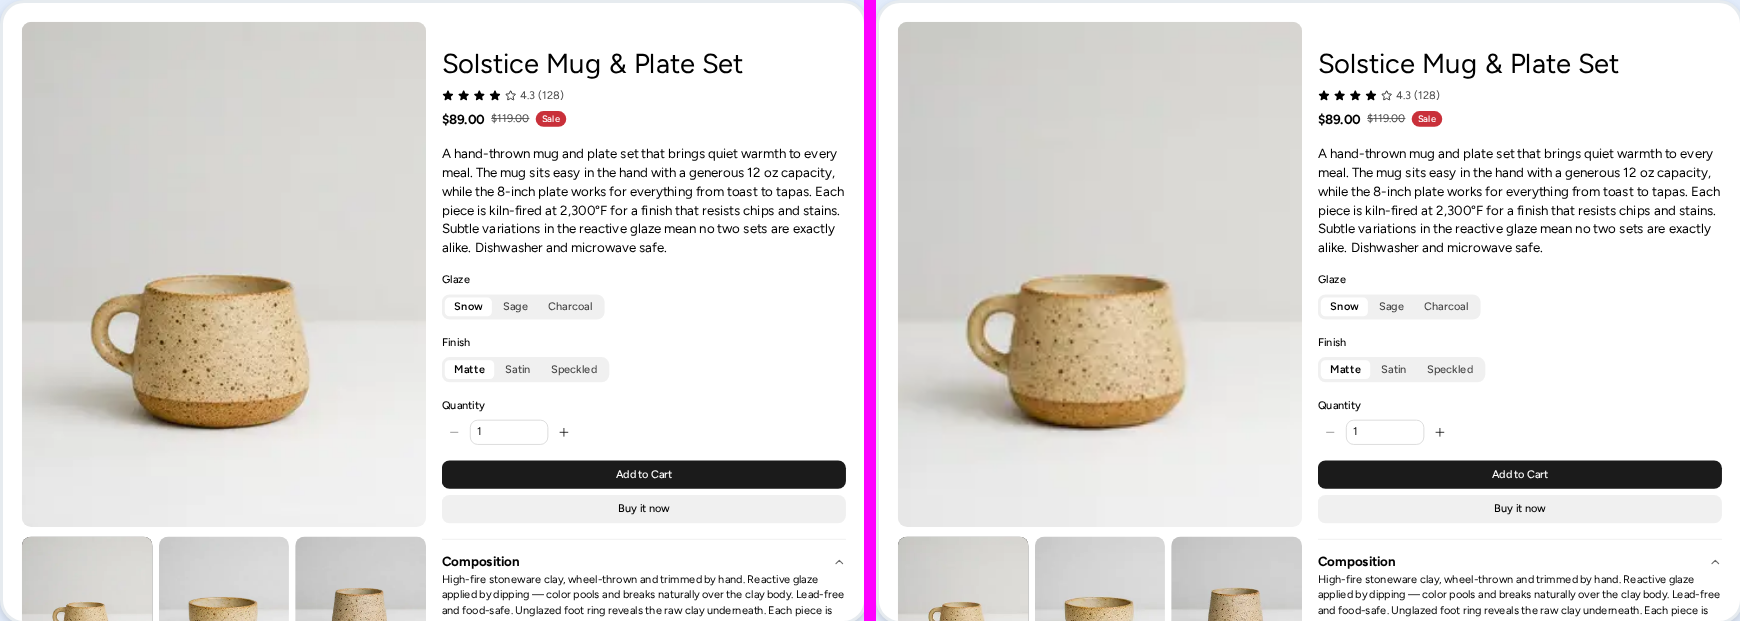 Solstice Mug & Plate Set
4.3 (128)
$89.00 $119.00 Sale
A hand-thrown mug and plate set that brings quiet warmth to every
meal. The mug sits easy in the hand with a generous 12 oz capacity,
while the 8-inch plate works for everything from toast to tapas. Each
piece is kiln-fired at 2,300°F for a finish that resists chips and stains.
Subtle variations in the reactive glaze mean no two sets are exactly
alike. Dishwasher and microwave safe.
Glaze
Snow Sage Charcoal
Finish
Matte Satin Speckled
Quantity
1
Add to Cart
Buy it now
Composition
High-fire stoneware clay, wheel-thrown and trimmed by hand. Reactive glaze
applied by dipping — color pools and breaks naturally over the clay body. Lead-free
and food-safe. Unglazed foot ring reveals the raw clay underneath. Each piece is
Solstice Mug & Plate Set
4.3 (128)
$89.00 $119.00 Sale
A hand-thrown mug and plate set that brings quiet warmth to every
meal. The mug sits easy in the hand with a generous 12 oz capacity,
while the 8-inch plate works for everything from toast to tapas. Each
piece is kiln-fired at 2,300°F for a finish that resists chips and stains.
Subtle variations in the reactive glaze mean no two sets are exactly
alike. Dishwasher and microwave safe.
Glaze
Snow Sage Charcoal
Finish
Matte Satin Speckled
Quantity
1
Add to Cart
Buy it now
Composition
High-fire stoneware clay, wheel-thrown and trimmed by hand. Reactive glaze
applied by dipping — color pools and breaks naturally over the clay body. Lead-free
and food-safe. Unglazed foot ring reveals the raw clay underneath. Each piece is